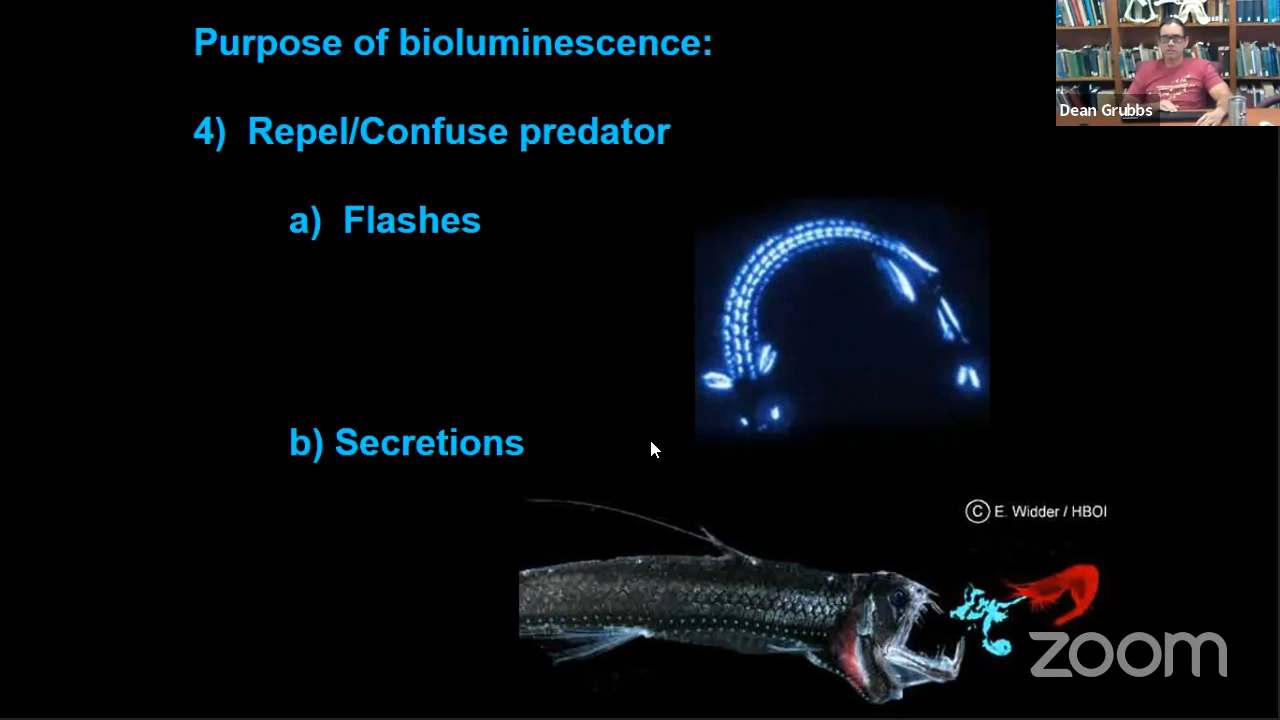 Purpose of bioluminescence:
Dean Grubbs
4) Repel/Confuse predator
a) Flashes
b) Secretions
© E. Widder / HBOI
zoom